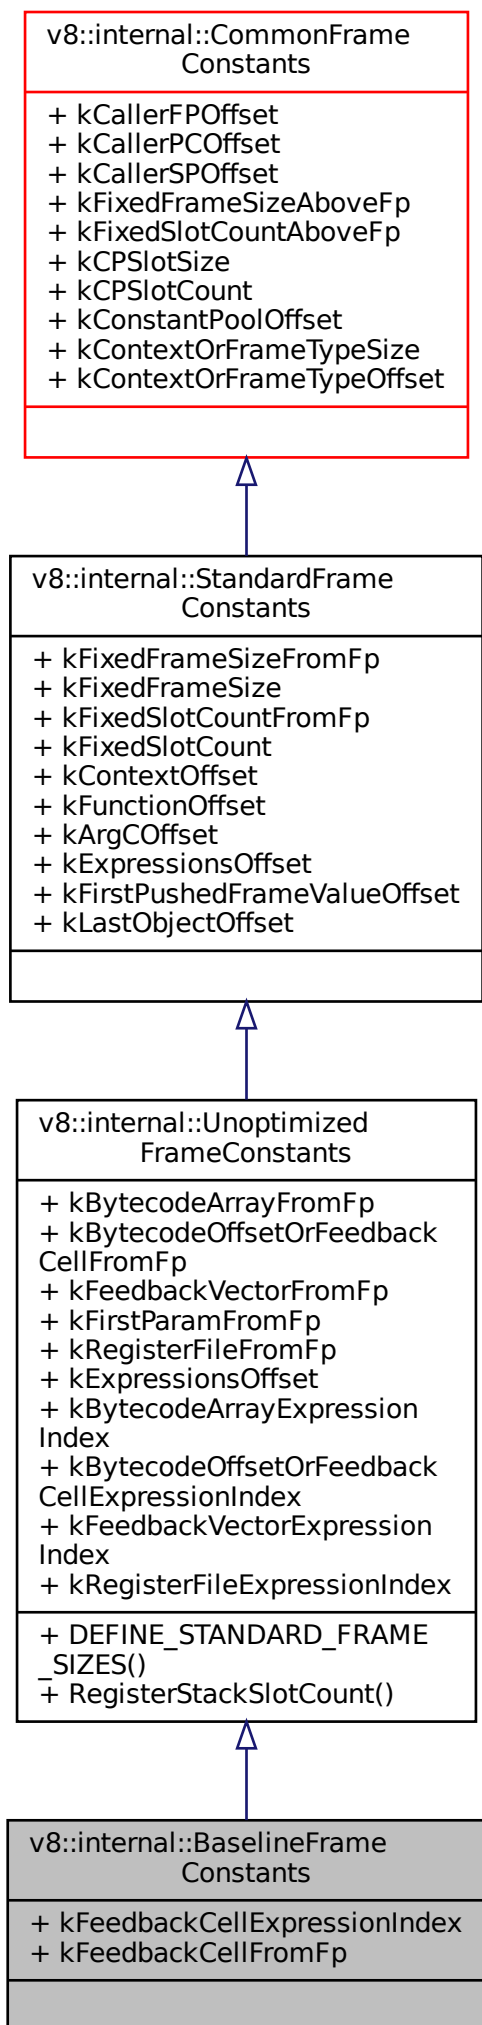 v8::internal::CommonFrame
Constants
+ kCallerFPOffset
+ kCallerPCOffset
+ kCallerSPOffset
+ kFixedFrameSizeAboveFp
+ kFixedSlotCountAboveFp
+ kCPSlotSize
+ kCPSlotCount
+ kConstantPoolOffset
+ kContextOrFrameTypeSize
+ kContextOrFrameTypeOffset
v8::internal::StandardFrame
Constants
+ kFixedFrameSizeFromFp
+ kFixedFrameSize
+ kFixedSlotCountFromFp
+ kFixedSlotCount
+ kContextOffset
+ kFunctionOffset
+ kArgCOffset
+ kExpressionsOffset
+ kFirstPushedFrameValueOffset
+ kLastObjectOffset
v8::internal::Unoptimized
FrameConstants
+ kBytecodeArrayFromFp
+ kBytecodeOffsetOrFeedback
CellFromFp
+ kFeedbackVectorFromFp
+ kFirstParamFromFp
+ kRegisterFileFromFp
+ kExpressionsOffset
+ kBytecodeArrayExpression
Index
+ kBytecodeOffsetOrFeedback
CellExpressionIndex
+ kFeedbackVectorExpression
Index
+ kRegisterFileExpressionIndex
+ DEFINE_STANDARD_FRAME
_SIZES()
+ RegisterStackSlotCount()
v8::internal::BaselineFrame
Constants
+ kFeedbackCellExpressionIndex
+ kFeedbackCellFromFp